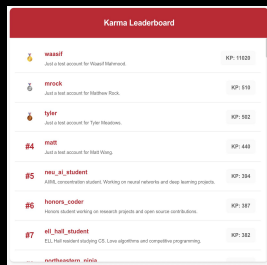 Karma Leaderboard
waasif
Just a test account for Waasif Mahmood.
KP: 11020
mrock
Just a test account for Matthew Rock.
KP: 510
tyler
Just a test account for Tyler Meadows.
KP: 502
#4
matt
Just a test account for Matt Wang.
KP: 440
#5
neu_ai_student
AI/ML concentration student. Working on neural networks and deep learning projects.
KP: 394
#6
honors_coder
Honors student working on research projects and open source contributions.
KP: 387
#7
ell_hall_student
ELL Hall resident studying CS. Love algorithms and competitive programming.
KP: 382
northeastern_ninja